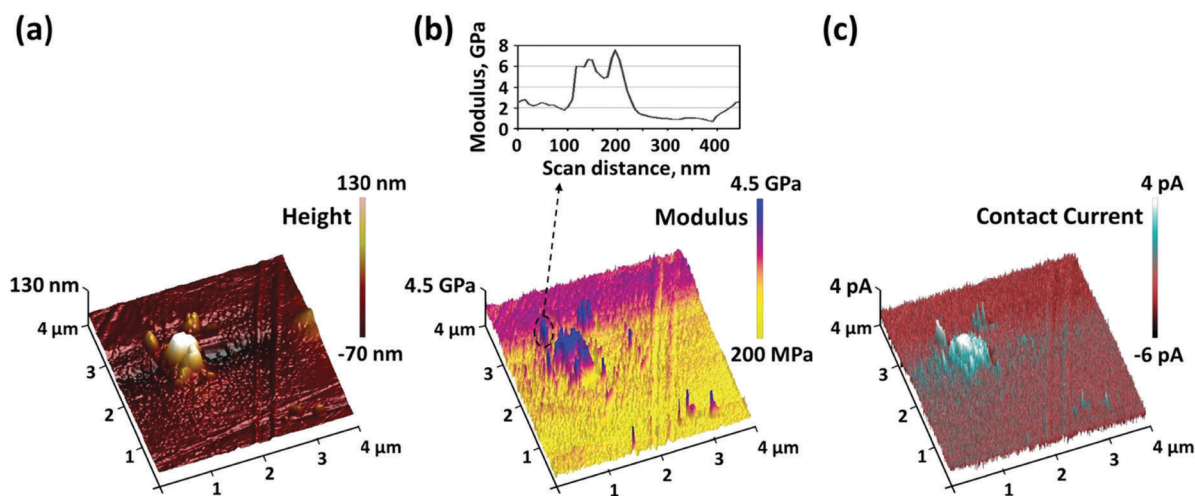 (a)
(b)
(c)
Modulus, GPa
8
6
4
2
0
0 100 200 300 400
Scan distance, nm
130 nm
Height
-70 nm
130 nm
4 µm
3
2
1
1
2
3
4 µm
4.5 GPa
Modulus
200 MPa
4.5 GPa
4 µm
3
2
1
1
2
3
4 µm
4 pA
Contact Current
-6 pA
4 pA
4 µm
3
2
1
1
2
3
4 µm